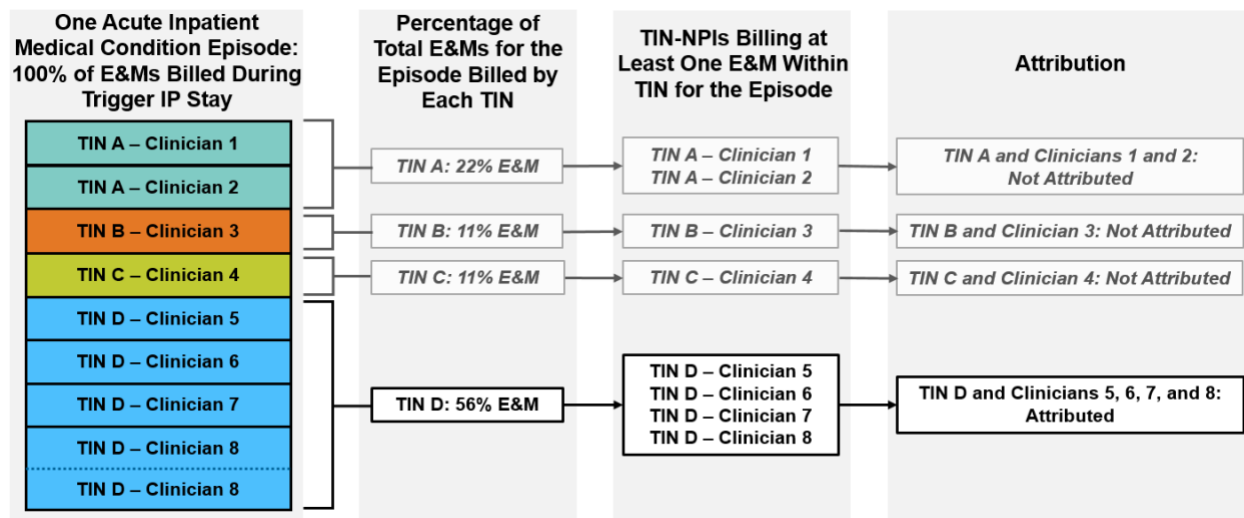 One Acute Inpatient
Medical Condition Episode:
100% of E&Ms Billed During
Trigger IP Stay
TIN A – Clinician 1
TIN A – Clinician 2
TIN B – Clinician 3
TIN C – Clinician 4
TIN D – Clinician 5
TIN D – Clinician 6
TIN D – Clinician 7
TIN D – Clinician 8
TIN D – Clinician 8
Percentage of
Total E&Ms for the
Episode Billed by
Each TIN
TIN A: 22% E&M
TIN B: 11% E&M
TIN C: 11% E&M
TIN D: 56% E&M
TIN-NPIs Billing at
Least One E&M Within
TIN for the Episode
TIN A – Clinician 1
TIN A – Clinician 2
TIN B – Clinician 3
TIN C – Clinician 4
TIN D – Clinician 5
TIN D – Clinician 6
TIN D – Clinician 7
TIN D – Clinician 8
Attribution
TIN A and Clinicians 1 and 2:
Not Attributed
TIN B and Clinician 3: Not Attributed
TIN C and Clinician 4: Not Attributed
TIN D and Clinicians 5, 6, 7, and 8:
Attributed